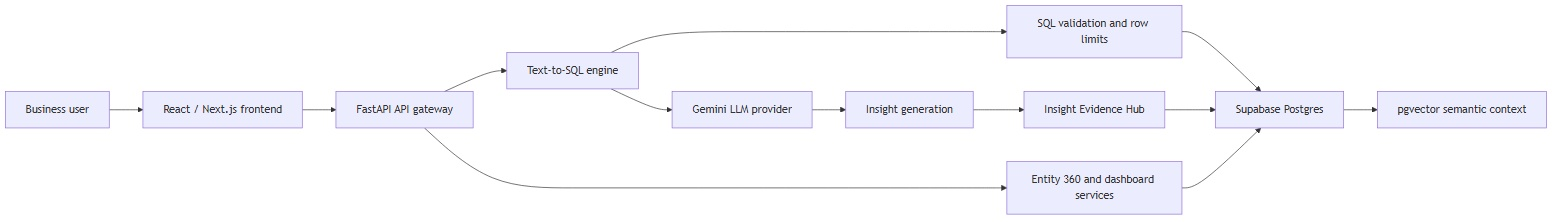 Business user
React / Next.js frontend
FastAPI API gateway
Text-to-SQL engine
SQL validation and row
limits
Gemini LLM provider
Insight generation
Insight Evidence Hub
Entity 360 and dashboard
services
Supabase Postgres
pgvector semantic context